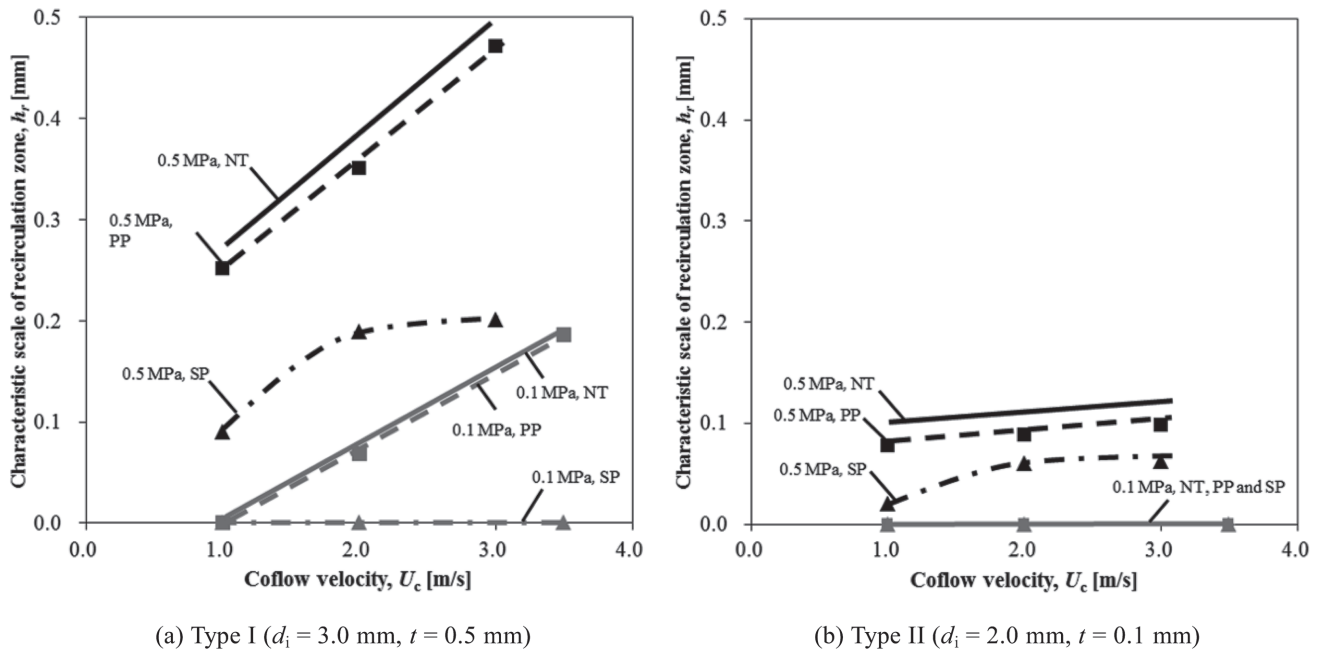 Characteristic scale of recirculation zone, hr [mm]
0.5
0.4
0.3
0.2
0.1
0.0
0.5 MPa, NT
0.5 MPa,
PP
0.5 MPa, SP
0.1 MPa, NT
0.1 MPa, PP
0.1 MPa, SP
0.0
1.0
2.0
3.0
4.0
Coflow velocity, Uc [m/s]
(a) Type I (di = 3.0 mm, t = 0.5 mm)
Characteristic scale of recirculation zone, hr [mm]
0.5
0.4
0.3
0.2
0.1
0.0
0.5 MPa, NT
0.5 MPa, PP
0.5 MPa, SP
0.1 MPa, NT, PP and SP
0.0
1.0
2.0
3.0
4.0
Coflow velocity, Uc [m/s]
(b) Type II (di = 2.0 mm, t = 0.1 mm)